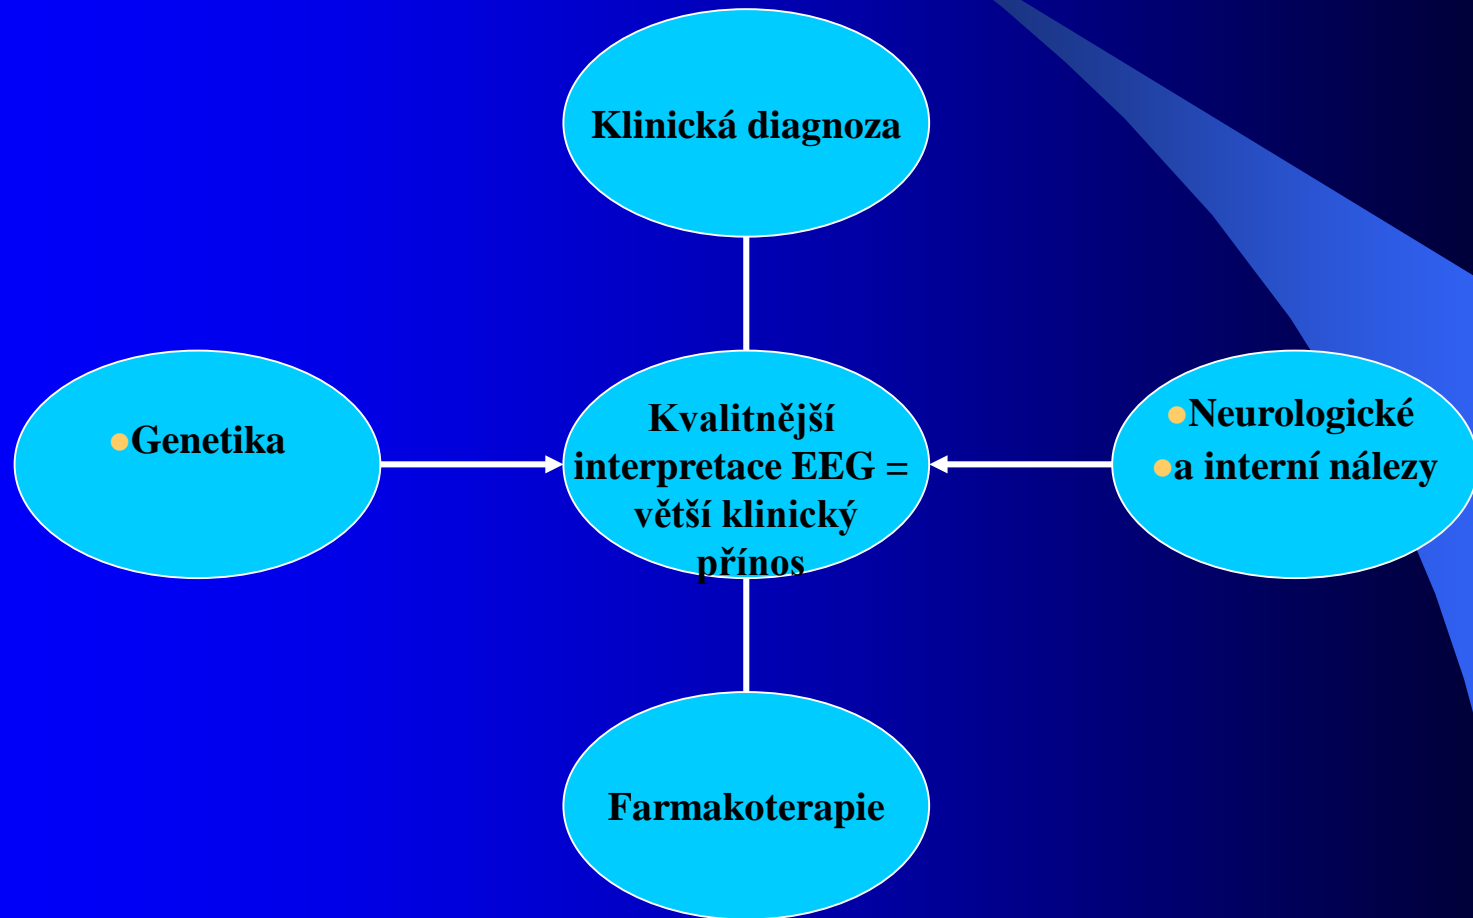 Klinická diagnoza
●Genetika
Kvalitnější
interpretace EEG =
větší klinický
přínos
●Neurologické
●a interní nálezy
Farmakoterapie